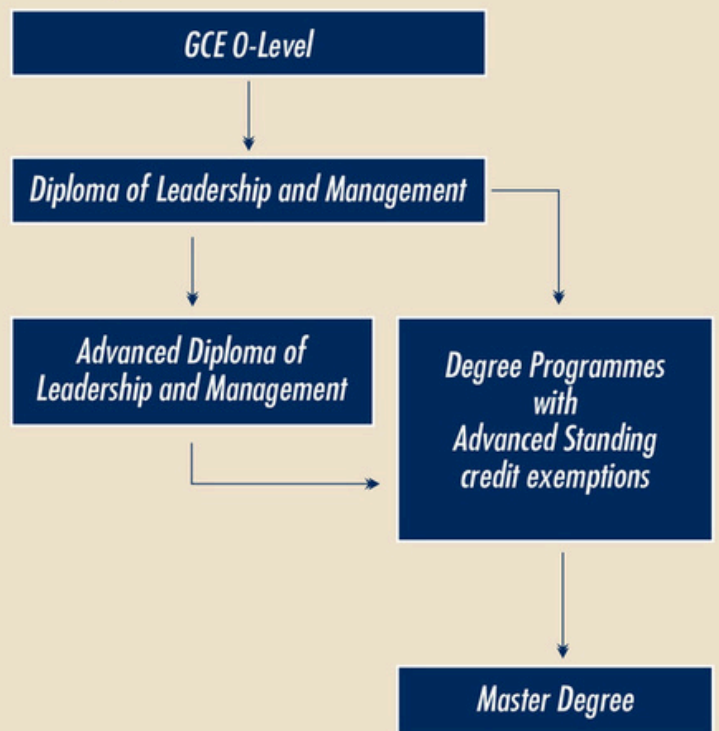 GCE O-Level
Diploma of Leadership and Management
Advanced Diploma of
Leadership and Management
Degree Programmes
with
Advanced Standing
credit exemptions
Master Degree